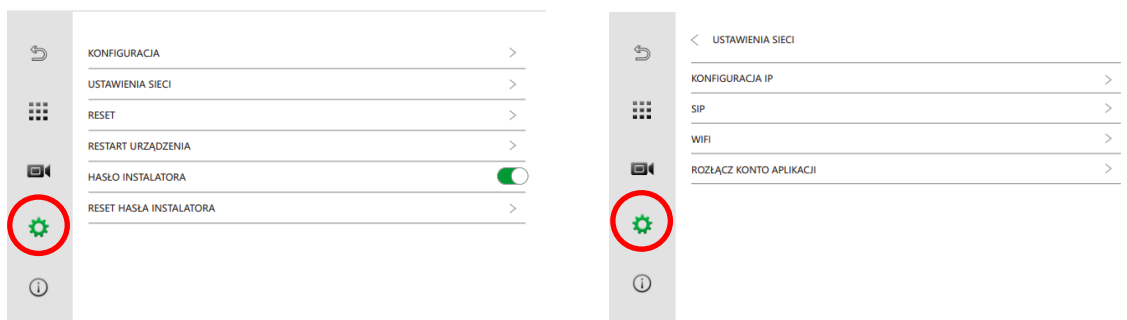 KONFIGURACJA
USTAWIENIA SIECI
RESET
RESTART URZĄDZENIA
HASŁO INSTALATORA
RESET HASŁA INSTALATORA
USTAWIENIA SIECI
KONFIGURACJA IP
SIP
WIFI
ROZŁĄCZ KONTO APLIKACJI